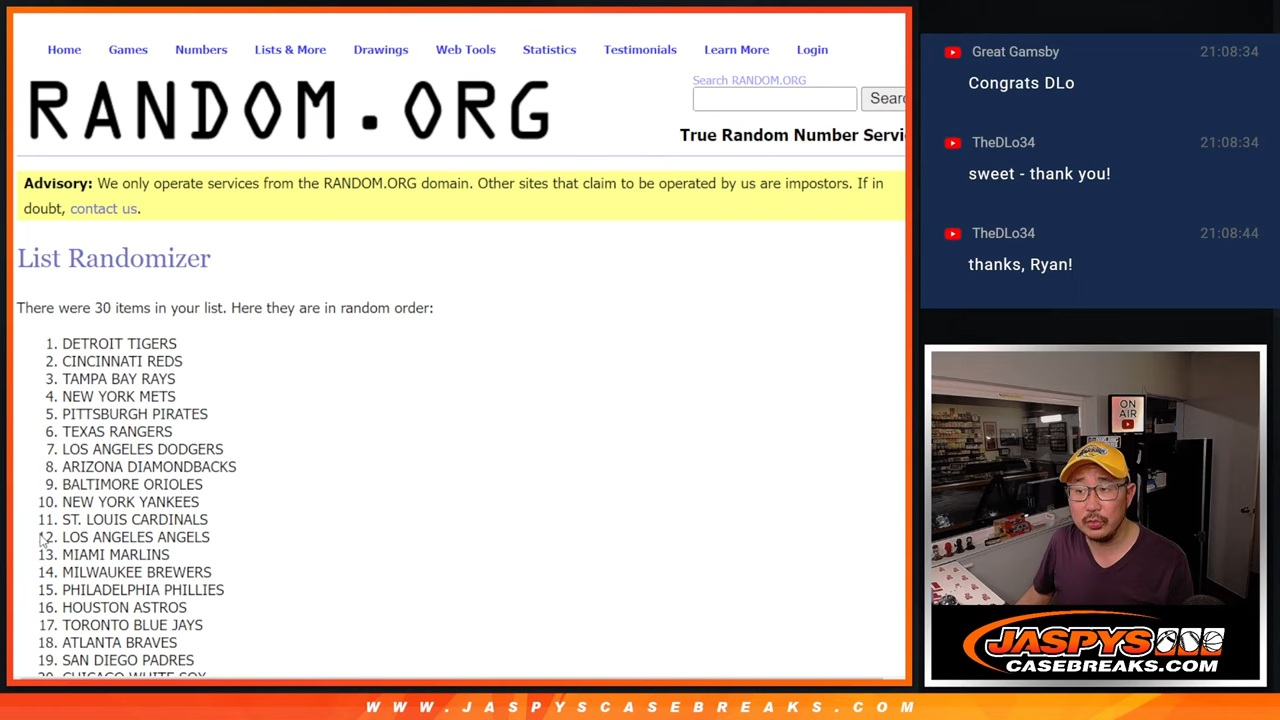 Home Games Numbers Lists & More Drawings Web Tools Statistics Testimonials Learn More Login
RANDOM.ORG
Search RANDOM.ORG
Searc
True Random Number Servi
Advisory: We only operate services from the RANDOM.ORG domain. Other sites that claim to be operated by us are impostors. If in
doubt, contact us.
List Randomizer
There were 30 items in your list. Here they are in random order:
1. DETROIT TIGERS
2. CINCINNATI REDS
3. TAMPA BAY RAYS
4. NEW YORK METS
5. PITTSBURGH PIRATES
6. TEXAS RANGERS
7. LOS ANGELES DODGERS
8. ARIZONA DIAMONDBACKS
9. BALTIMORE ORIOLES
10. NEW YORK YANKEES
11. ST. LOUIS CARDINALS
12. LOS ANGELES ANGELS
13. MIAMI MARLINS
14. MILWAUKEE BREWERS
15. PHILADELPHIA PHILLIES
16. HOUSTON ASTROS
17. TORONTO BLUE JAYS
18. ATLANTA BRAVES
19. SAN DIEGO PADRES
20. CHICAGO WHITE SOX
Great Gamsby 21:08:34
Congrats DLo
TheDLo34 21:08:34
sweet - thank you!
TheDLo34 21:08:44
thanks, Ryan!
ON
AIR
JASPYS
CASEBREAKS.COM
WWW.JASPYSCASEBREAKS.COM